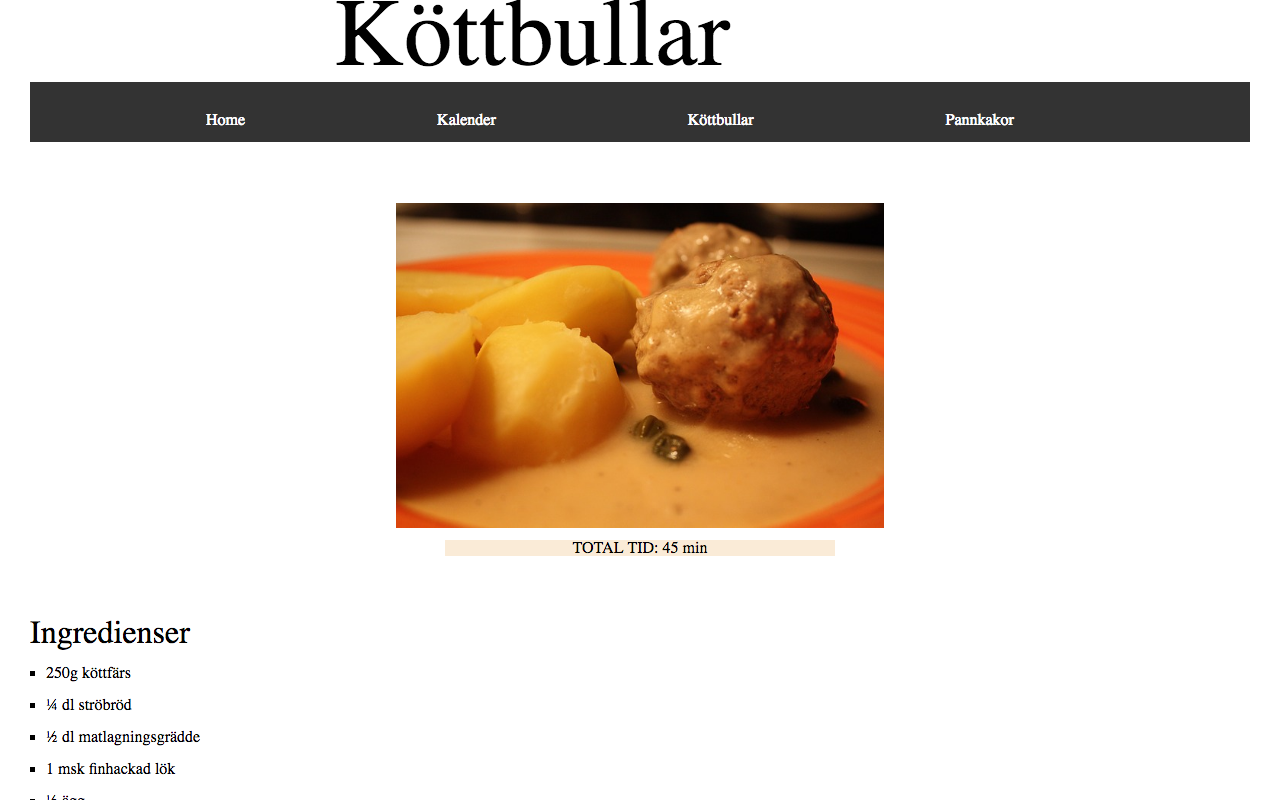 Köttbullar
Home Kalender Köttbullar Pannkakor
TOTAL TID: 45 min
Ingredienser
250g köttfärs
¼ dl ströbröd
½ dl matlagningsgrädde
1 msk finhackad lök